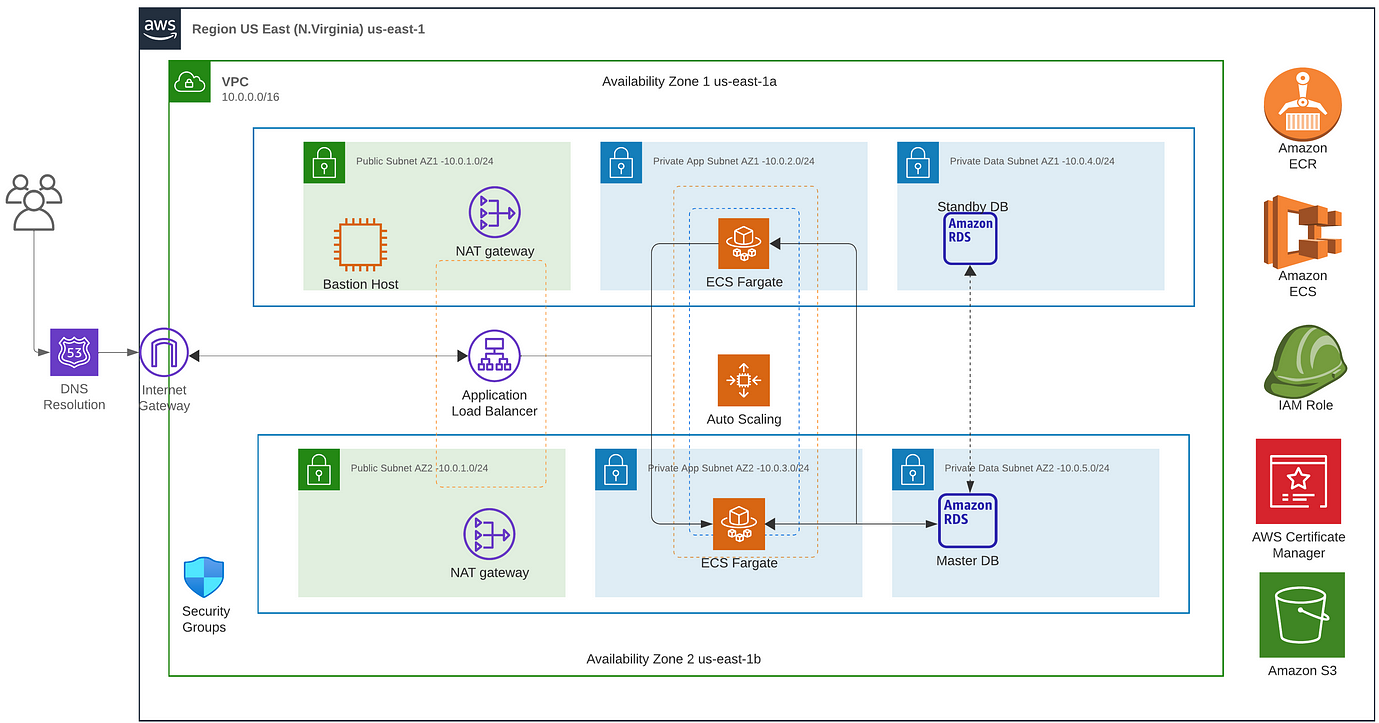 aws
Region US East (N.Virginia) us-east-1
VPC
10.0.0.0/16
Availability Zone 1 us-east-1a
Public Subnet AZ1 -10.0.1.0/24
Private App Subnet AZ1 -10.0.2.0/24
Private Data Subnet AZ1 -10.0.4.0/24
NAT gateway
Bastion Host
ECS Fargate
Standby DB
Amazon
RDS
53
DNS
Resolution
Internet
Gateway
Application
Load Balancer
Auto Scaling
Public Subnet AZ2 -10.0.1.0/24
Private App Subnet AZ2 -10.0.3.0/24
Private Data Subnet AZ2 -10.0.5.0/24
NAT gateway
ECS Fargate
Amazon
RDS
Master DB
Security
Groups
Availability Zone 2 us-east-1b
Amazon
ECR
Amazon
ECS
IAM Role
AWS Certificate
Manager
Amazon S3